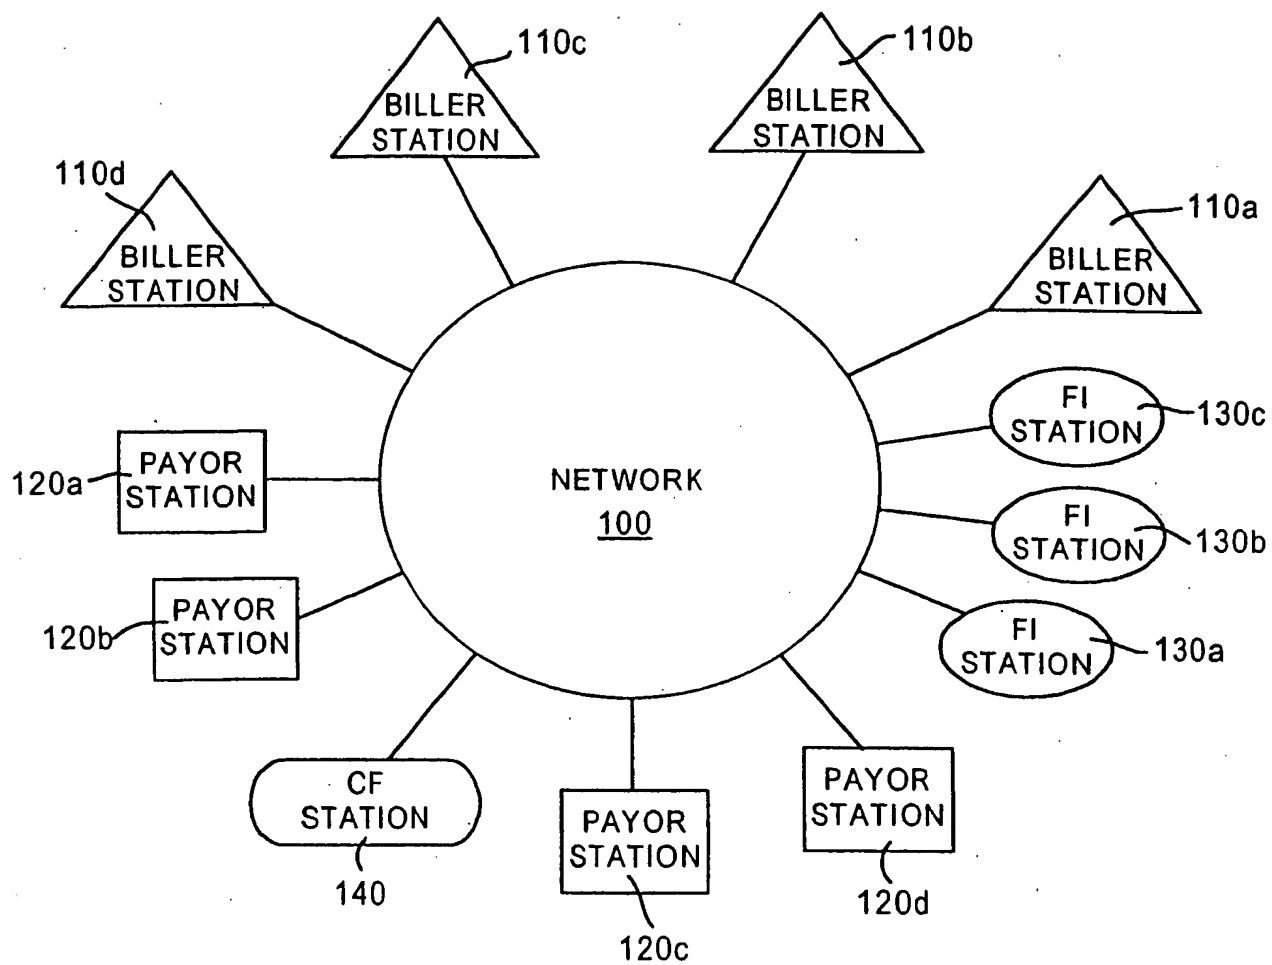 110c
BILLER
STATION
110b
BILLER
STATION
110d
BILLER
STATION
110a
BILLER
STATION
FI
STATION
130c
PAYOR
STATION
120a
NETWORK
100
FI
STATION
130b
PAYOR
STATION
120b
FI
STATION
130a
CF
STATION
140
PAYOR
STATION
120c
PAYOR
STATION
120d